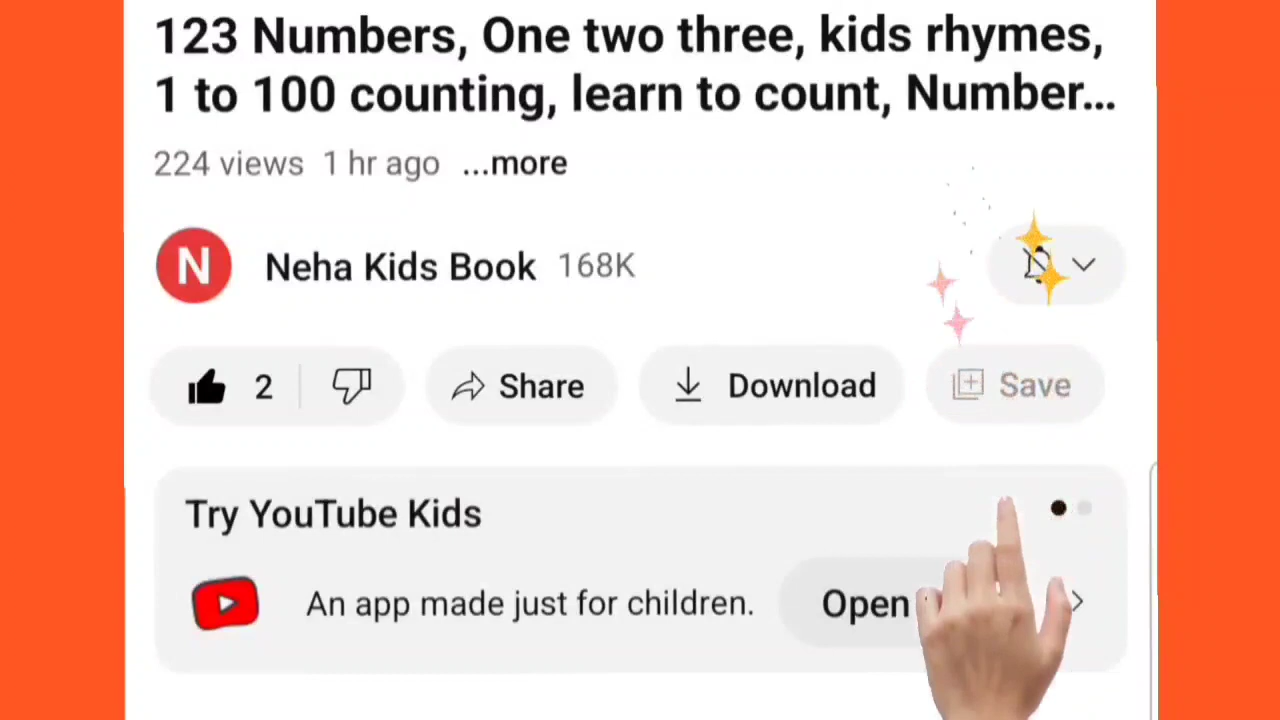 123 Numbers, One two three, kids rhymes,
1 to 100 counting, learn to count, Number...
224 views 1 hr ago ...more
N Neha Kids Book 168K
2 Share Download Save
Try YouTube Kids
An app made just for children. Open